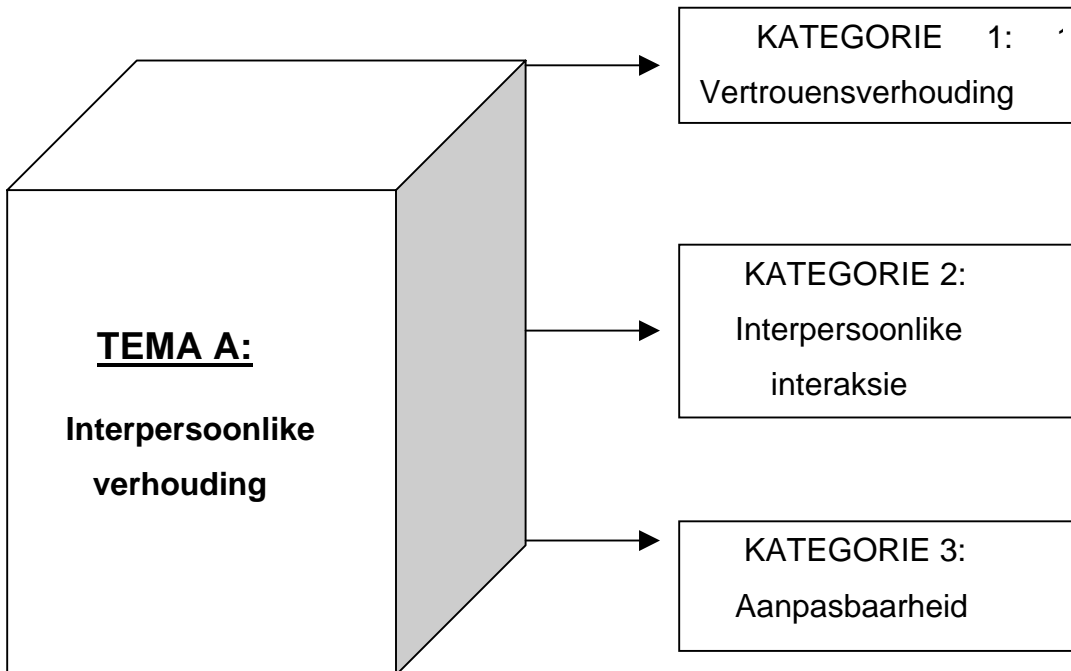 TEMA A:
Interpersoonlike
verhouding
KATEGORIE 1:
Vertrouensverhouding
KATEGORIE 2:
Interpersoonlike
interaksie
KATEGORIE 3:
Aanpasbaarheid